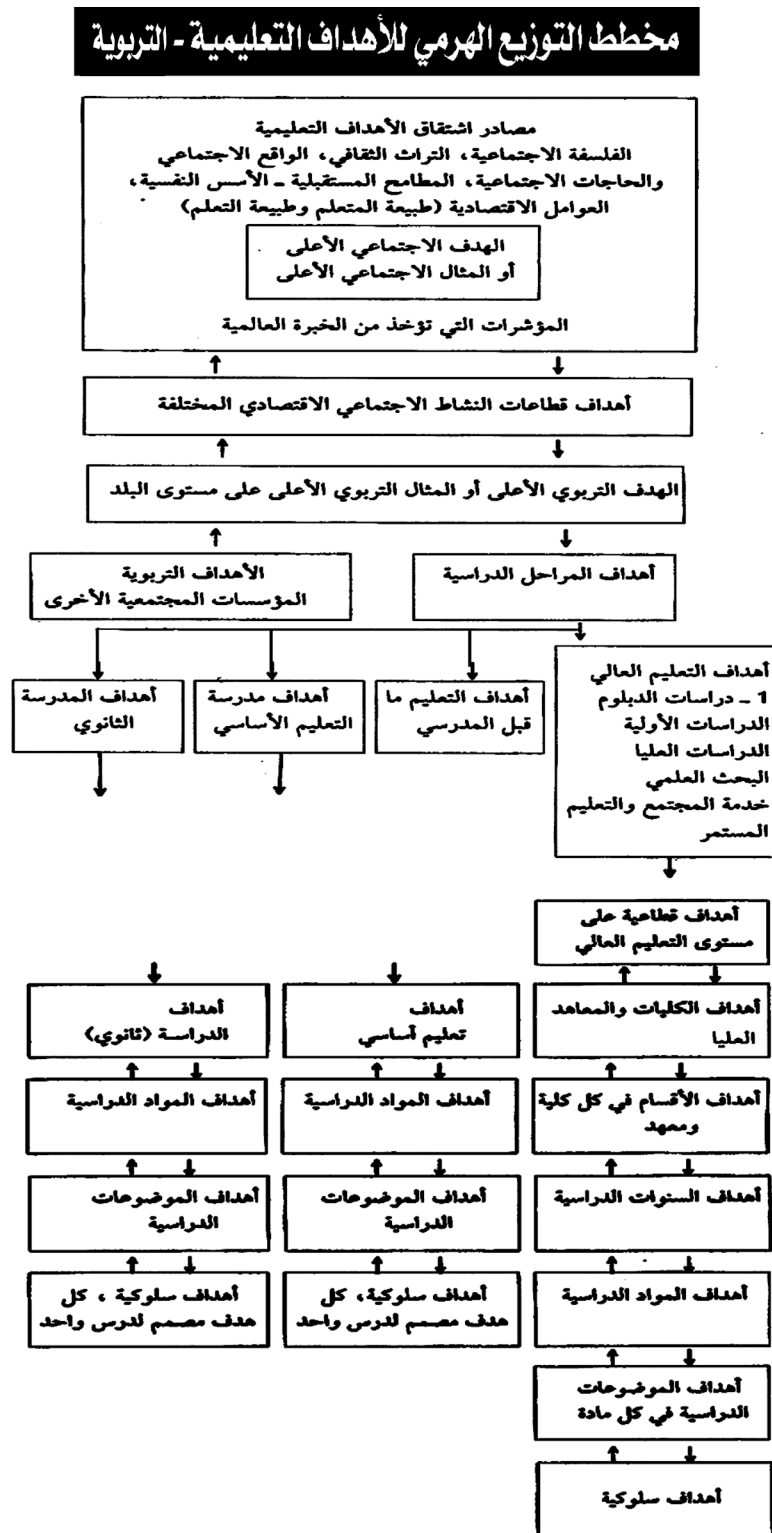 مخطط التوزيع الهرمي للأهداف التعليمية - التربوية
مصادر اشتقاق الأهداف التعليمية
الفلسفة الاجتماعية، التراث الثقافي، الواقع الاجتماعي
والحاجات الاجتماعية، المطامح المستقبلية ـ الأسس النفسية،
العوامل الاقتصادية (طبيعة المتعلم وطبيعة التعلم)
الهدف الاجتماعي الأعلى
أو المثال الاجتماعي الأعلى
المؤشرات التي تؤخذ من الخبرة العالمية
أهداف قطاعات النشاط الاجتماعي الاقتصادي المختلفة
الهدف التربوي الأعلى أو المثال التربوي الأعلى على مستوى البلد
أهداف المراحل الدراسية
الأهداف التربوية
المؤسسات المجتمعية الأخرى
أهداف التعليم العالي
1 ـ دراسات الدبلوم
الدراسات الأولية
الدراسات العليا
البحث العلمي
خدمة المجتمع والتعليم
المستمر
أهداف التعليم ما
قبل المدرسي
أهداف مدرسة
التعليم الأساسي
أهداف المدرسة
الثانوي
أهداف قطاعية على
مستوى التعليم العالي
أهداف الكليات والمعاهد
العليا
أهداف
تعليم أساسي
أهداف
الدراسة (ثانوي)
أهداف الأقسام في كل كلية
ومعهد
أهداف المواد الدراسية
أهداف المواد الدراسية
أهداف السنوات الدراسية
أهداف الموضوعات
الدراسية
أهداف الموضوعات
الدراسية
أهداف المواد الدراسية
أهداف سلوكية، كل
هدف مصمم لدرس واحد
أهداف سلوكية ، كل
هدف مصمم لدرس واحد
أهداف الموضوعات
الدراسية في كل مادة
أهداف سلوكية